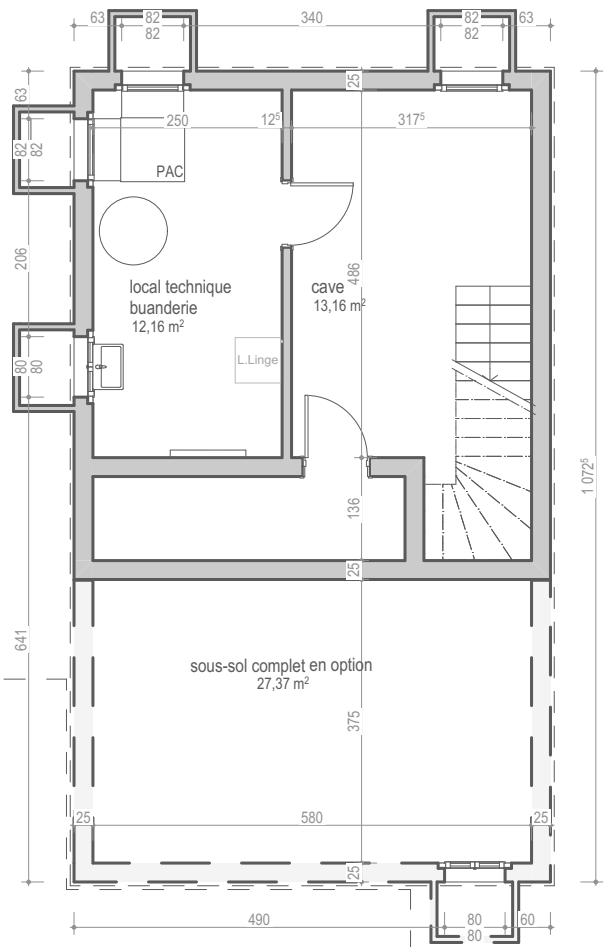 63 82 340 82 63
82 82
25
63
250 12⁵ 317⁵
82
82
PAC
206
486
local technique
buanderie
12,16 m²
cave
13,16 m²
80
80
L.Linge
1 072⁵
136
25
641
sous-sol complet en option
27,37 m²
375
25 580 25
25
490 80 60
80